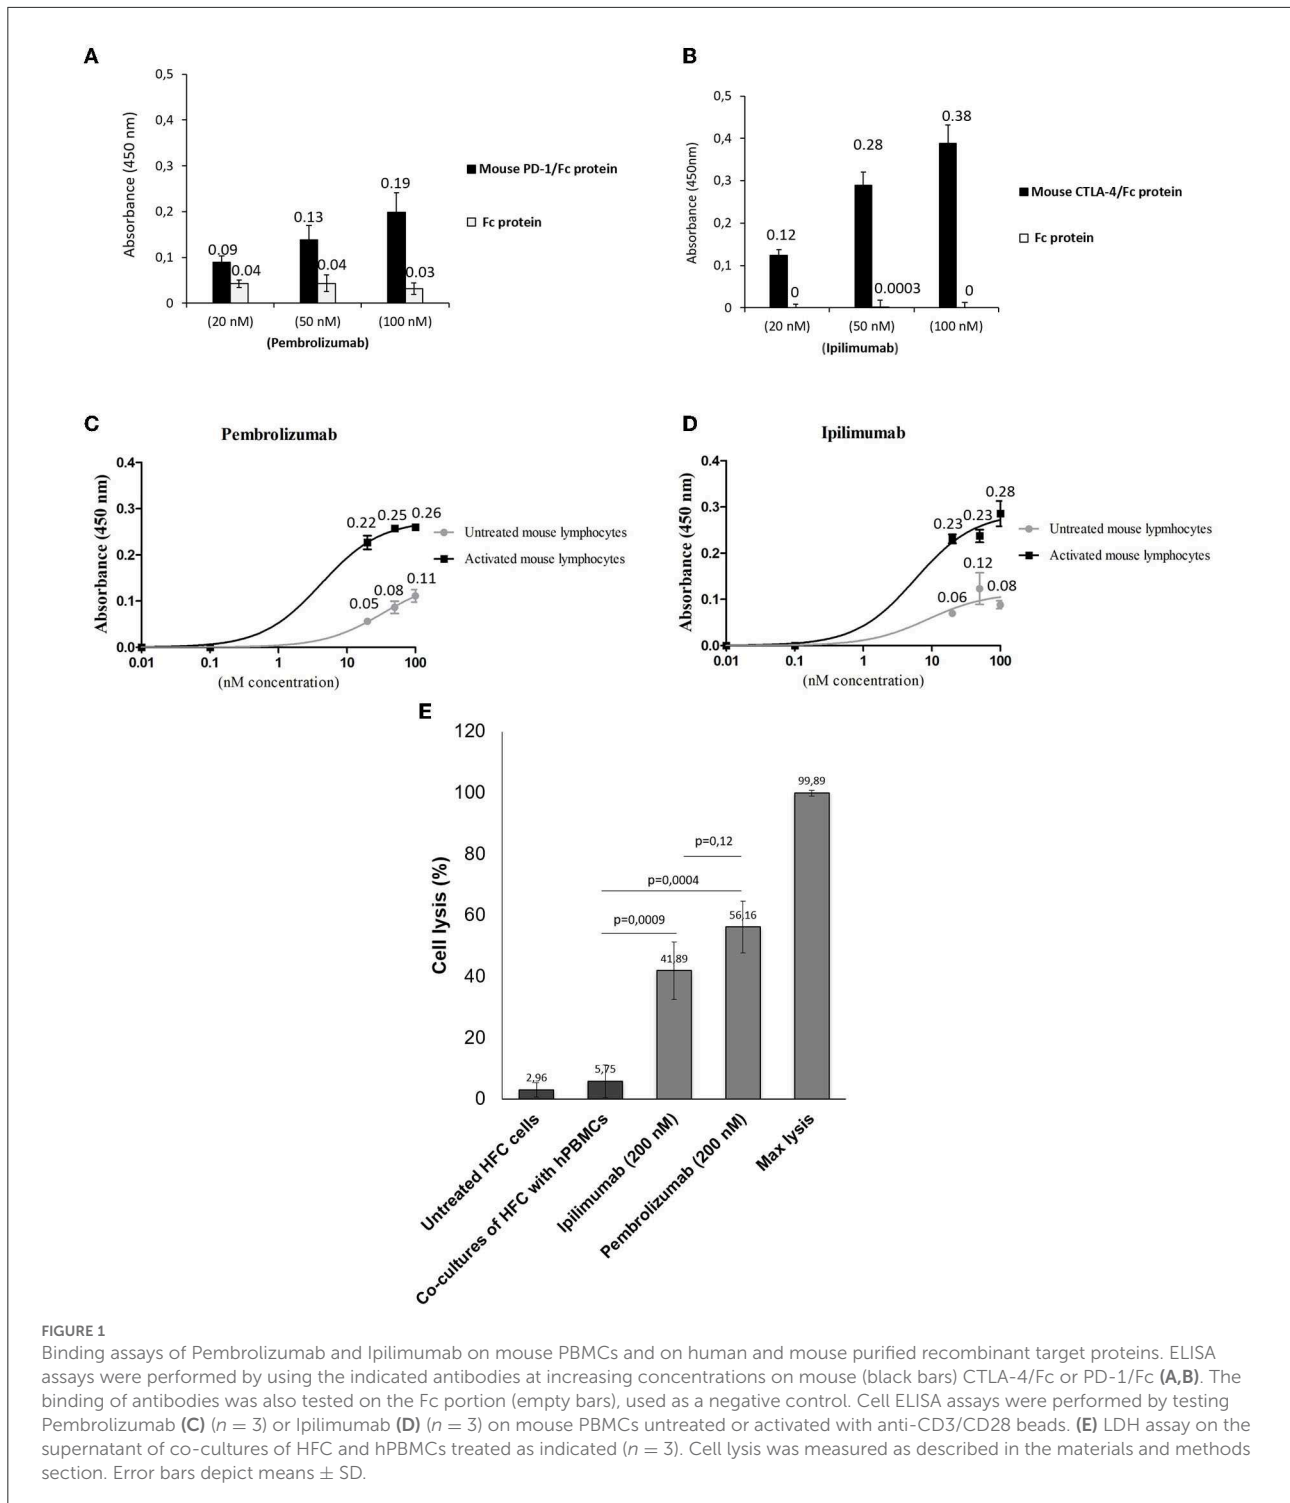 A
0,5
0,4
0,3
0,2
0,1
0
Absorbance (450 nm)
0.09
0.04
0.13
0.04
0.19
0.03
(20 nM)
(50 nM)
(100 nM)
(Pembrolizumab)
Mouse PD-1/Fc protein
Fc protein
B
0,5
0,4
0,3
0,2
0,1
0
Absorbance (450nm)
0.12
0
0.28
0.0003
0.38
0
(20 nM)
(50 nM)
(100 nM)
(Ipilimumab)
Mouse CTLA-4/Fc protein
Fc protein
C
Pembrolizumab
0.4
0.3
0.2
0.1
0.0
Absorbance (450 nm)
0.22
0.25
0.26
0.05
0.08
0.11
0.01
0.1
1
10
100
(nM concentration)
Untreated mouse lymphocytes
Activated mouse lymphocytes
D
Ipilimumab
0.4
0.3
0.2
0.1
0.0
Absorbance (450 nm)
0.23
0.23
0.28
0.06
0.12
0.08
0.01
0.1
1
10
100
(nM concentration)
Untreated mouse lypmhocytes
Activated mouse lymphocytes
E
120
100
80
60
40
20
0
Cell lysis (%)
2,96
5,75
41,89
56,16
99,89
p=0,0009
p=0,0004
p=0,12
Untreated HFC cells
Co-cultures of HFC with hPBMCs
Ipilimumab (200 nM)
Pembrolizumab (200 nM)
Max lysis
FIGURE 1
Binding assays of Pembrolizumab and Ipilimumab on mouse PBMCs and on human and mouse purified recombinant target proteins. ELISA
assays were performed by using the indicated antibodies at increasing concentrations on mouse (black bars) CTLA-4/Fc or PD-1/Fc (A,B). The
binding of antibodies was also tested on the Fc portion (empty bars), used as a negative control. Cell ELISA assays were performed by testing
Pembrolizumab (C) (n = 3) or Ipilimumab (D) (n = 3) on mouse PBMCs untreated or activated with anti-CD3/CD28 beads. (E) LDH assay on the
supernatant of co-cultures of HFC and hPBMCs treated as indicated (n = 3). Cell lysis was measured as described in the materials and methods
section. Error bars depict means ± SD.